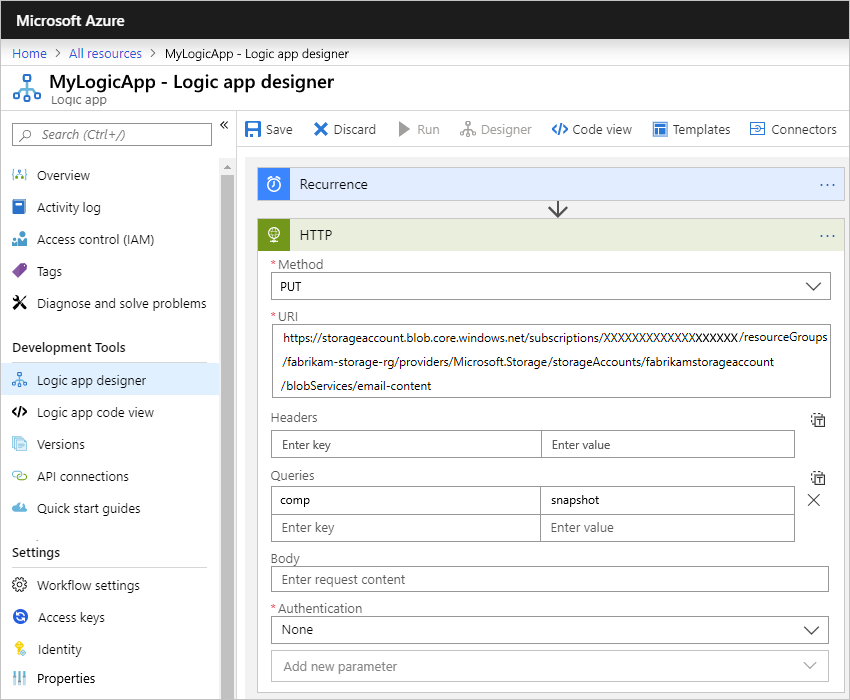 Microsoft Azure
Home > All resources > MyLogicApp - Logic app designer
MyLogicApp - Logic app designer
Logic app
Search (Ctrl+/)
«
Overview
Activity log
Access control (IAM)
Tags
Diagnose and solve problems
Development Tools
Logic app designer
Logic app code view
Versions
API connections
Quick start guides
Settings
Workflow settings
Access keys
Identity
Properties
Save Discard Run Designer </> Code view Templates Connectors
Recurrence ...
HTTP ...
* Method
PUT
* URI
https://storageaccount.blob.core.windows.net/subscriptions/XXXXXXXXXXXXXXXXXXX/resourceGroups
/fabrikam-storage-rg/providers/Microsoft.Storage/storageAccounts/fabrikamstorageaccount
/blobServices/email-content
Headers
Enter key Enter value
Queries
comp snapshot
Enter key Enter value
Body
Enter request content
* Authentication
None
Add new parameter